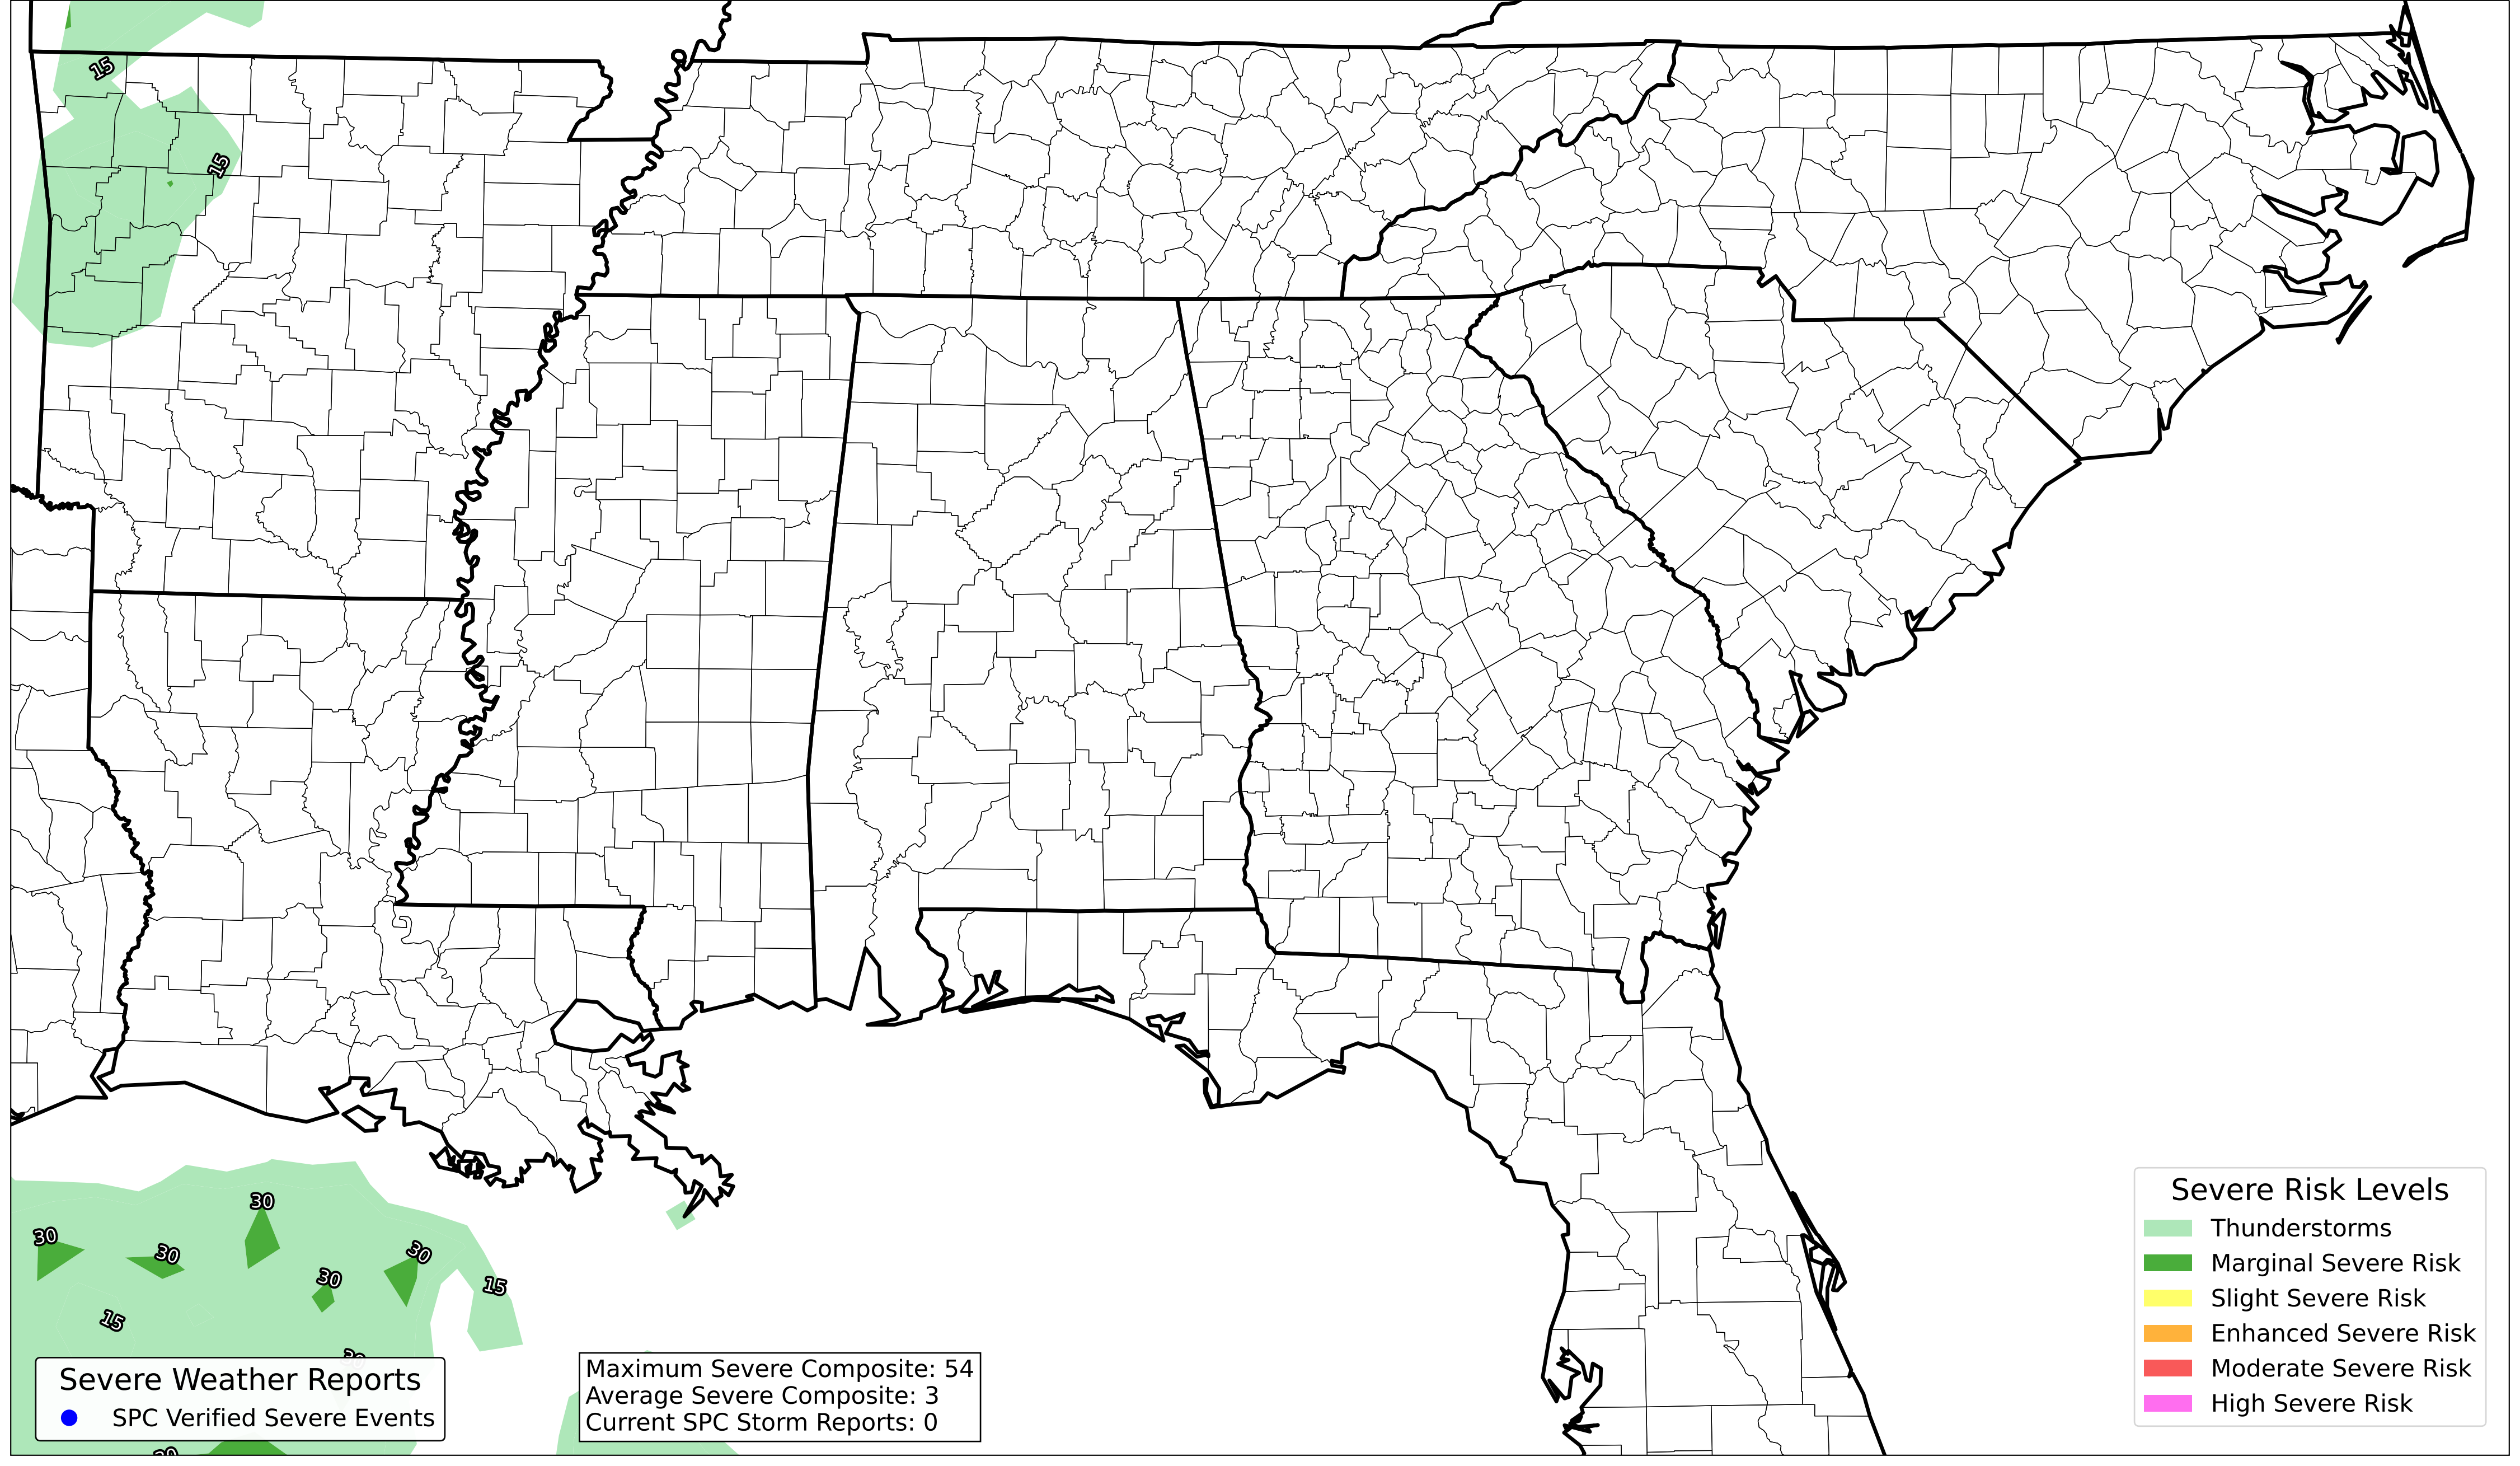 15
15
30
30
30
30
30
15
15
30
30
Severe Weather Reports
SPC Verified Severe Events
Maximum Severe Composite: 54
Average Severe Composite: 3
Current SPC Storm Reports: 0
Severe Risk Levels
Thunderstorms
Marginal Severe Risk
Slight Severe Risk
Enhanced Severe Risk
Moderate Severe Risk
High Severe Risk